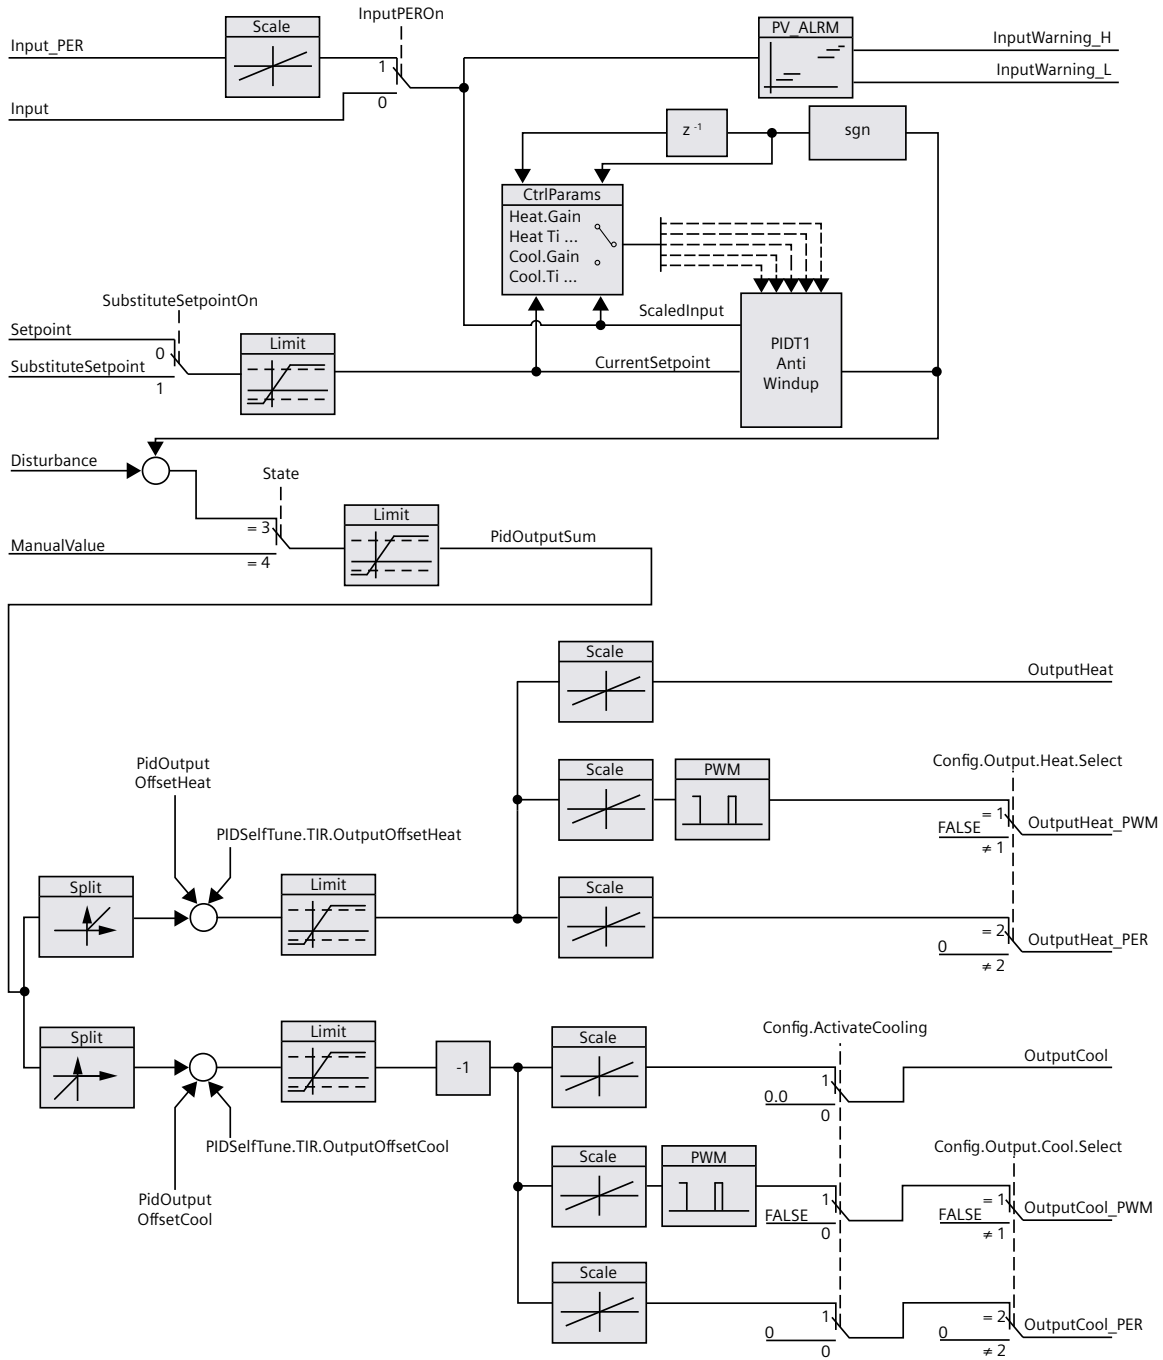 InputPEROn
Scale
PV_ALRM
Input_PER
InputWarning_H
1
InputWarning_L
Input
0
z -1
sgn
CtrlParams
Heat.Gain
Heat Ti ...
Cool.Gain
Cool.Ti ...
SubstituteSetpointOn
ScaledInput
Setpoint
0
Limit
PIDT1
Anti
Windup
SubstituteSetpoint
1
CurrentSetpoint
Disturbance
State
Limit
= 3
PidOutputSum
ManualValue
= 4
Scale
OutputHeat
PidOutput
OffsetHeat
Scale
PWM
Config.Output.Heat.Select
= 1
OutputHeat_PWM
FALSE
≠ 1
PIDSelfTune.TIR.OutputOffsetHeat
Split
Limit
Scale
= 2
OutputHeat_PER
0
≠ 2
Split
Limit
Scale
Config.ActivateCooling
-1
OutputCool
1
0.0
0
PIDSelfTune.TIR.OutputOffsetCool
Scale
PWM
Config.Output.Cool.Select
PidOutput
OffsetCool
1
FALSE
0
= 1
OutputCool_PWM
FALSE
≠ 1
Scale
1
0
0
= 2
OutputCool_PER
0
≠ 2